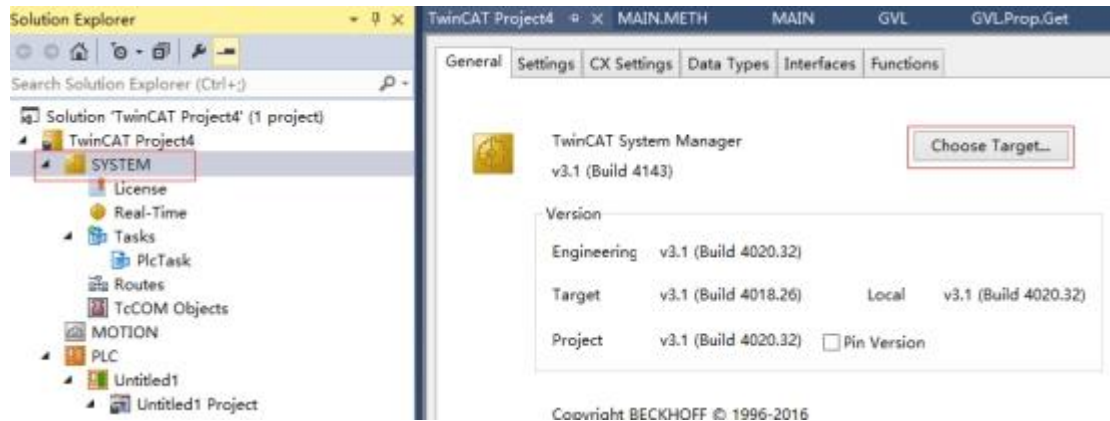 Solution Explorer
Search Solution Explorer (Ctrl+;)
Solution 'TwinCAT Project4' (1 project)
TwinCAT Project4
SYSTEM
License
Real-Time
Tasks
PlcTask
Routes
TcCOM Objects
MOTION
PLC
Untitled1
Untitled1 Project
TwinCAT Project4 MAIN.METH MAIN GVL GVL.Prop.Get
General Settings CX Settings Data Types Interfaces Functions
TwinCAT System Manager
v3.1 (Build 4143)
Choose Target...
Version
Engineering v3.1 (Build 4020.32)
Target v3.1 (Build 4018.26) Local v3.1 (Build 4020.32)
Project v3.1 (Build 4020.32) Pin Version
Copyright BECKHOFF © 1996-2016